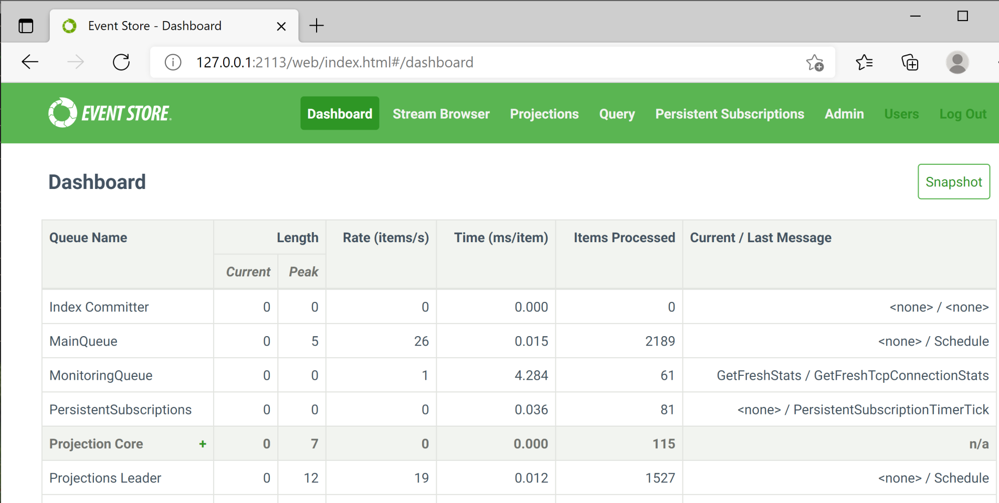 Event Store - Dashboard
127.0.0.1:2113/web/index.html#/dashboard
EVENT STORE.
Dashboard Stream Browser Projections Query Persistent Subscriptions Admin Users Log Out
Dashboard
Snapshot
Queue Name Length Rate (items/s) Time (ms/item) Items Processed Current / Last Message
Current Peak
Index Committer 0 0 0 0.000 0 <none> / <none>
MainQueue 0 5 26 0.015 2189 <none> / Schedule
MonitoringQueue 0 0 1 4.284 61 GetFreshStats / GetFreshTcpConnectionStats
PersistentSubscriptions 0 0 0 0.036 81 <none> / PersistentSubscriptionTimerTick
Projection Core + 0 7 0 0.000 115 n/a
Projections Leader 0 12 19 0.012 1527 <none> / Schedule